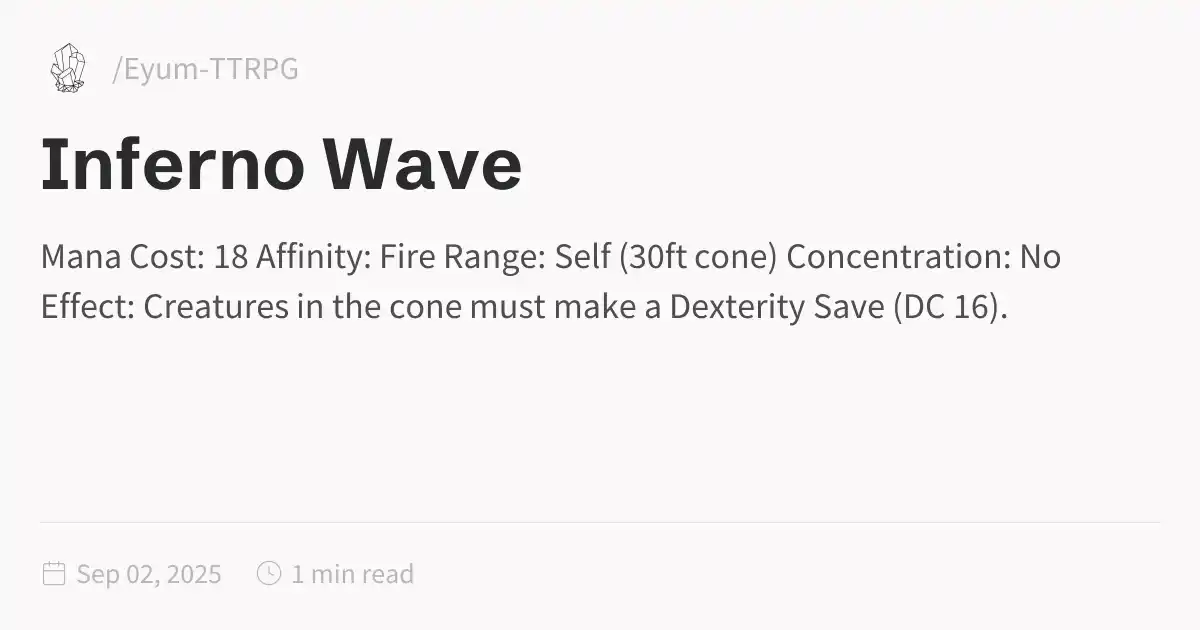 /Eyum-TTRPG
Inferno Wave
Mana Cost: 18 Affinity: Fire Range: Self (30ft cone) Concentration: No
Effect: Creatures in the cone must make a Dexterity Save (DC 16).
Sep 02, 2025 1 min read